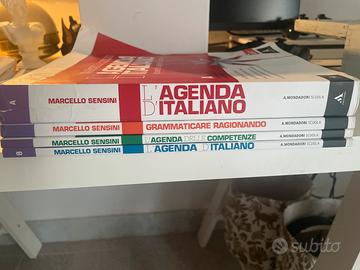 A MARCELLO SENSINI L'AGENDA D'ITALIANO A.MONDADORI SCUOLA
MARCELLO SENSINI GRAMMATICARE RAGIONANDO A.MONDADORI SCUOLA
MARCELLO SENSINI L'AGENDA DELLE COMPETENZE A.MONDADORI SCUOLA
B MARCELLO SENSINI L'AGENDA D'ITALIANO A.MONDADORI SCUOLA
subito